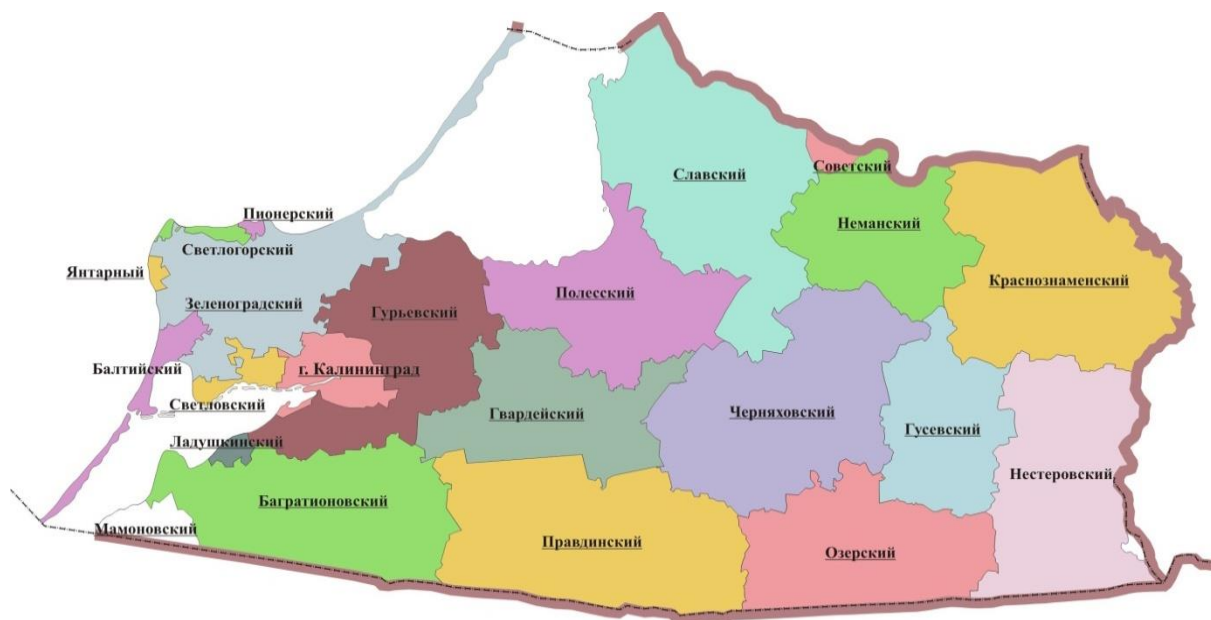 Советский
Славский
Пионерский
Неманский
Светлогорский
Янтарный
Краснознаменский
Полесский
Зеленоградский
Гурьевский
Балтийский
г. Калининград
Светловский
Гвардейский
Черняховский
Гусевский
Ладушкинский
Нестеровский
Багратионовский
Мамоновский
Правдинский
Озерский